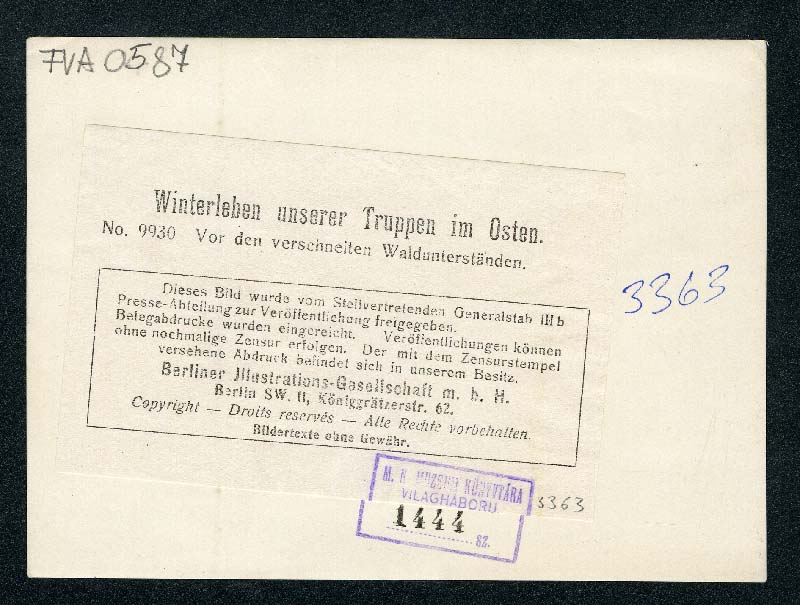 FVA 0587
Winterleben unserer Truppen im Osten.
No. 9930 Vor den verschneiten Waldunterständen.
Dieses Bild wurde vom Stellvertretenden Generalstab IIIb
Presse-Abteilung zur Veröffentlichung freigegeben.
Belegabdrucke wurden eingereicht. Veröffentlichungen können
ohne nochmalige Zensur erfolgen. Der mit dem Zensurstempel
versehene Abdruck befindet sich in unserem Besitz.
Berliner Illustrations-Gesellschaft m. b. H.
Berlin SW. 11, Königgrätzerstr. 62.
Copyright — Droits reservés — Alle Rechte vorbehalten.
Bildertexte ohne Gewähr.
3363
M. N. MUZEUM KÖNYVTÁRA
VILÁGHÁBORU
1444
SZ.
3363